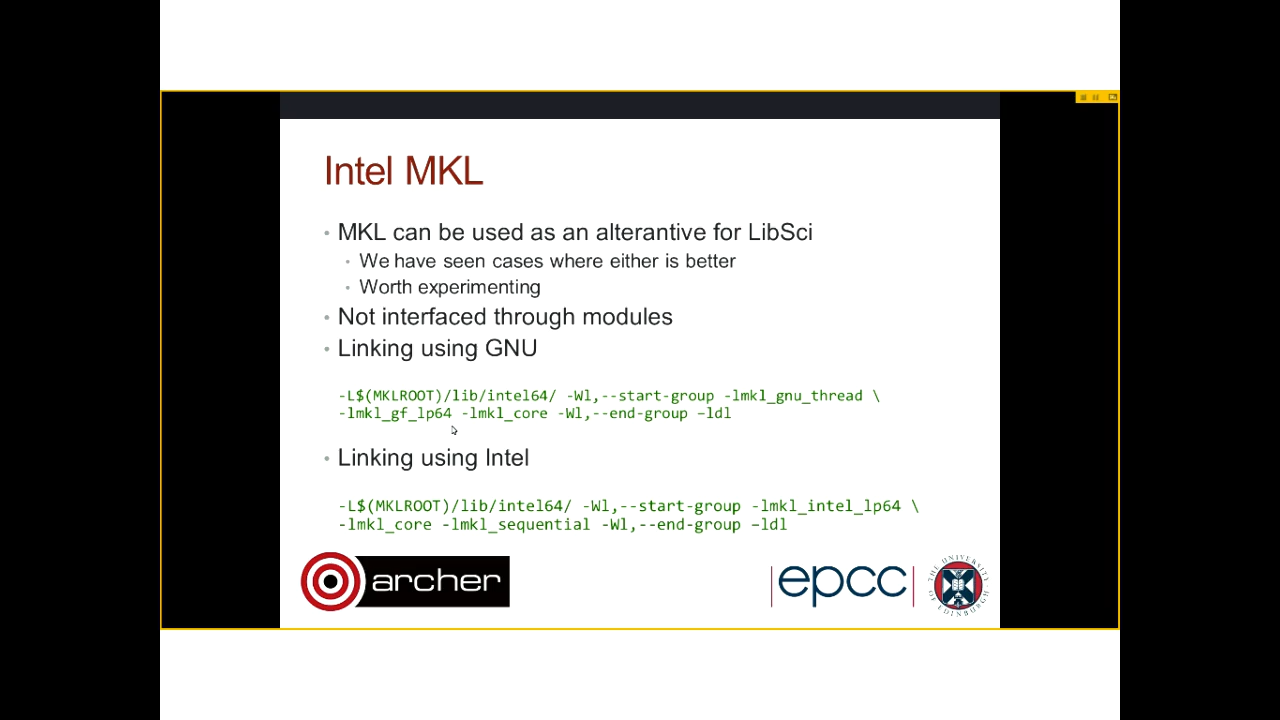 Intel MKL
• MKL can be used as an alterantive for LibSci
• We have seen cases where either is better
• Worth experimenting
• Not interfaced through modules
• Linking using GNU
-L$(MKLROOT)/lib/intel64/ -Wl,--start-group -lmkl_gnu_thread \
-lmkl_gf_lp64 -lmkl_core -Wl,--end-group –ldl
• Linking using Intel
-L$(MKLROOT)/lib/intel64/ -Wl,--start-group -lmkl_intel_lp64 \
-lmkl_core -lmkl_sequential -Wl,--end-group –ldl
archer
epcc
THE UNIVERSITY OF EDINBURGH